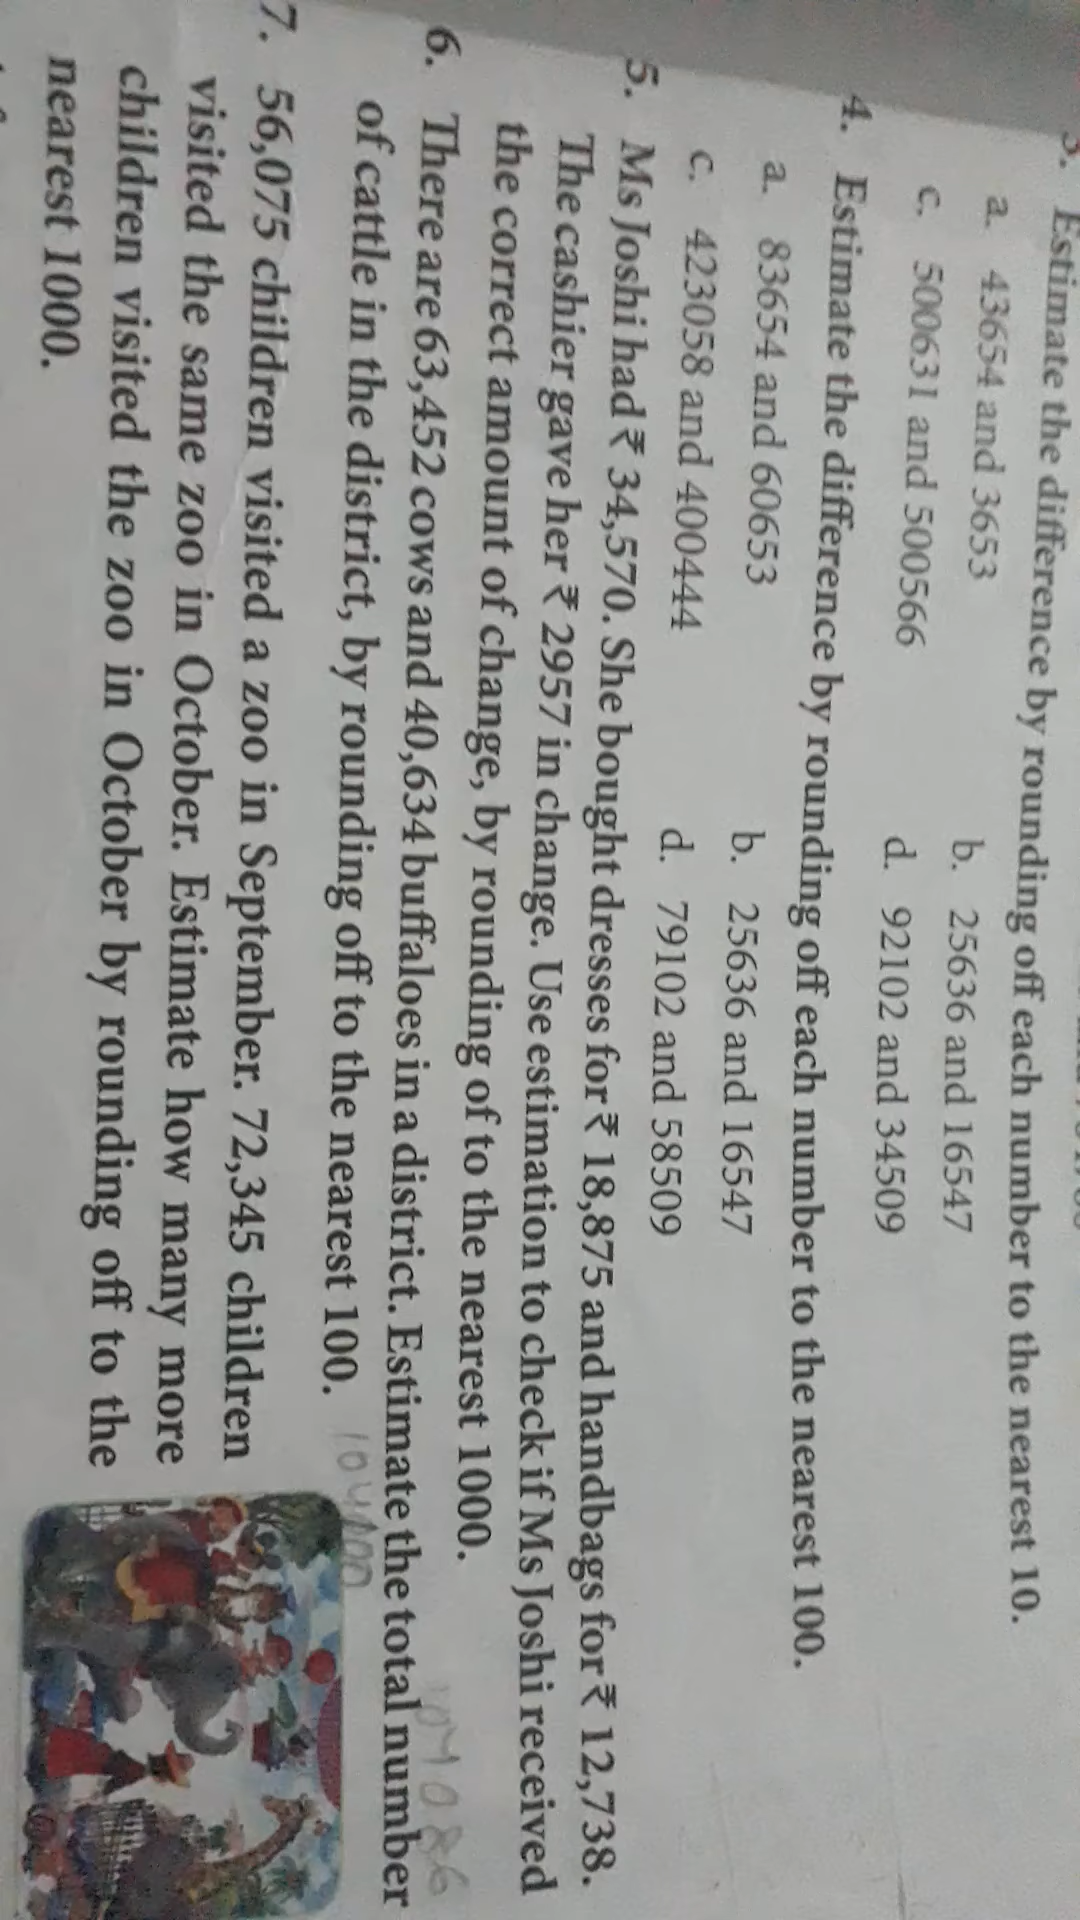 3. Estimate the difference by rounding off each number to the nearest 10.
a. 43654 and 3653 b. 25636 and 16547
c. 500631 and 500566 d. 92102 and 34509
4. Estimate the difference by rounding off each number to the nearest 100.
a. 83654 and 60653 b. 25636 and 16547
c. 423058 and 400444 d. 79102 and 58509
5. Ms Joshi had ₹ 34,570. She bought dresses for ₹ 18,875 and handbags for ₹ 12,738.
The cashier gave her ₹ 2957 in change. Use estimation to check if Ms Joshi received
the correct amount of change, by rounding of to the nearest 1000.
6. There are 63,452 cows and 40,634 buffaloes in a district. Estimate the total number
of cattle in the district, by rounding off to the nearest 100.
7. 56,075 children visited a zoo in September. 72,345 children
visited the same zoo in October. Estimate how many more
children visited the zoo in October by rounding off to the
nearest 1000.